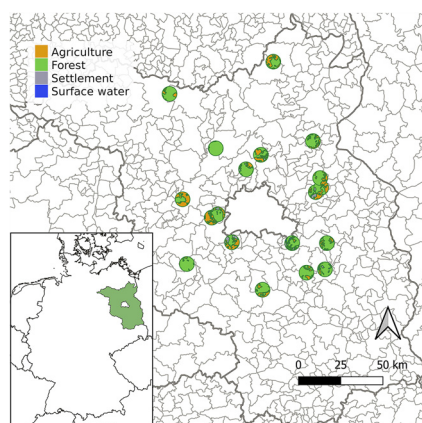 Agriculture
Forest
Settlement
Surface water
0 25 50 km